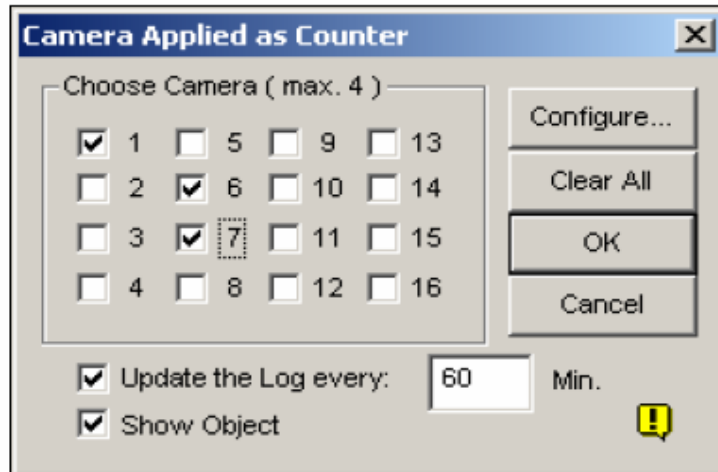 Camera Applied as Counter
Choose Camera ( max. 4 )
1 5 9 13
2 6 10 14
3 7 11 15
4 8 12 16
Configure...
Clear All
OK
Cancel
Update the Log every: 60 Min.
Show Object